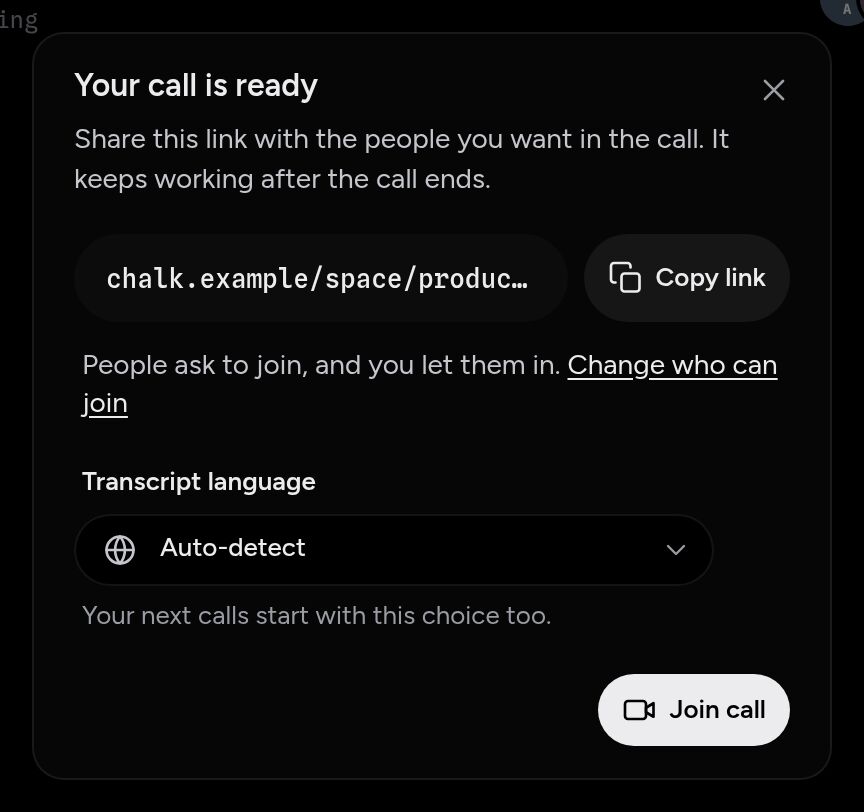 ing
A
Your call is ready
Share this link with the people you want in the call. It
keeps working after the call ends.
chalk.example/space/produc…
Copy link
People ask to join, and you let them in. Change who can
join
Transcript language
Auto-detect
Your next calls start with this choice too.
Join call